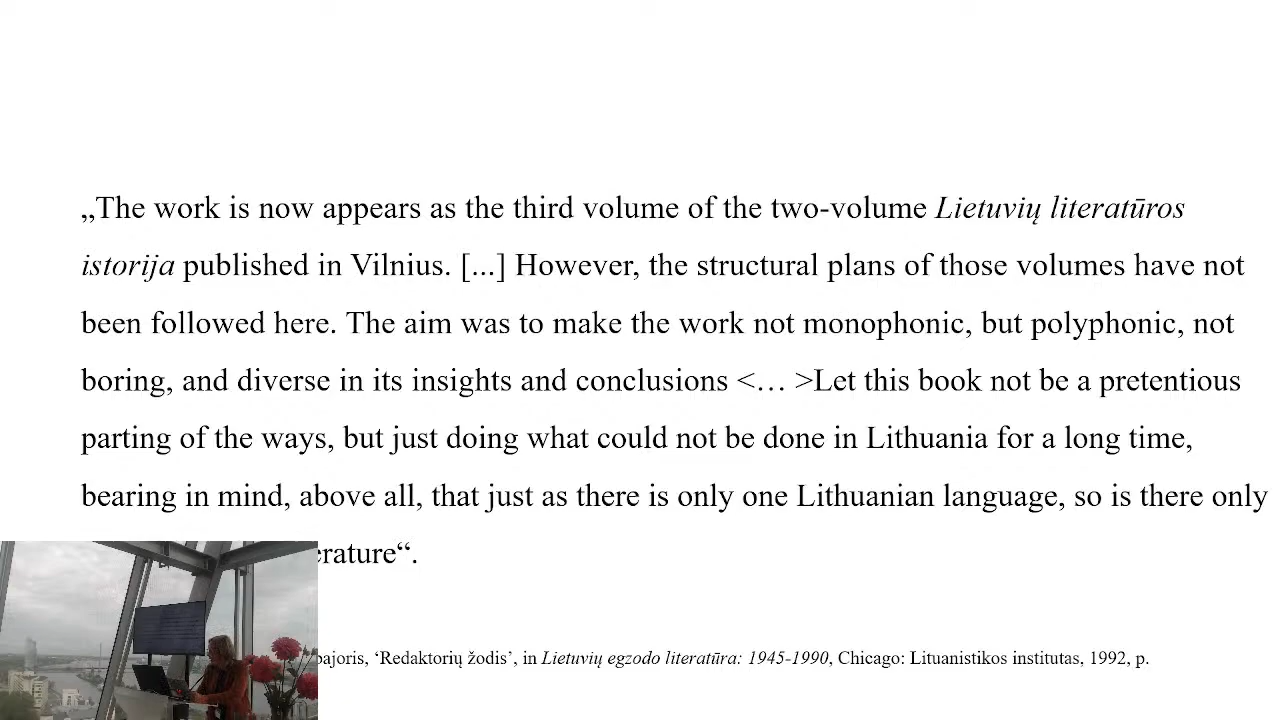 „The work is now appears as the third volume of the two-volume Lietuvių literatūros
istorija published in Vilnius. [...] However, the structural plans of those volumes have not
been followed here. The aim was to make the work not monophonic, but polyphonic, not
boring, and diverse in its insights and conclusions <… >Let this book not be a pretentious
parting of the ways, but just doing what could not be done in Lithuania for a long time,
bearing in mind, above all, that just as there is only one Lithuanian language, so is there only
erature“.
bajoris, ‘Redaktorių žodis’, in Lietuvių egzodo literatūra: 1945-1990, Chicago: Lituanistikos institutas, 1992, p.